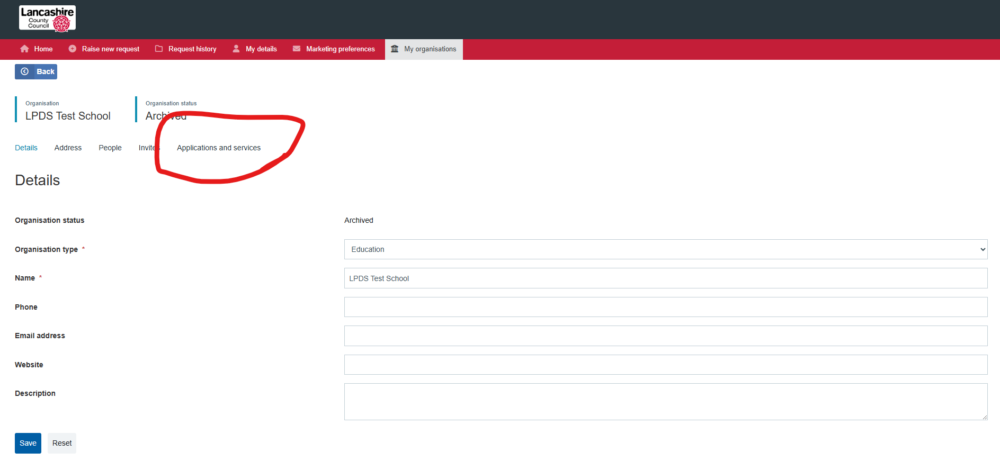 Lancashire
County
Council
Home Raise new request Request history My details Marketing preferences My organisations
Back
Organisation Organisation status
LPDS Test School Archived
Details Address People Invites Applications and services
Details
Organisation status Archived
Organisation type * Education
Name * LPDS Test School
Phone
Email address
Website
Description
Save Reset